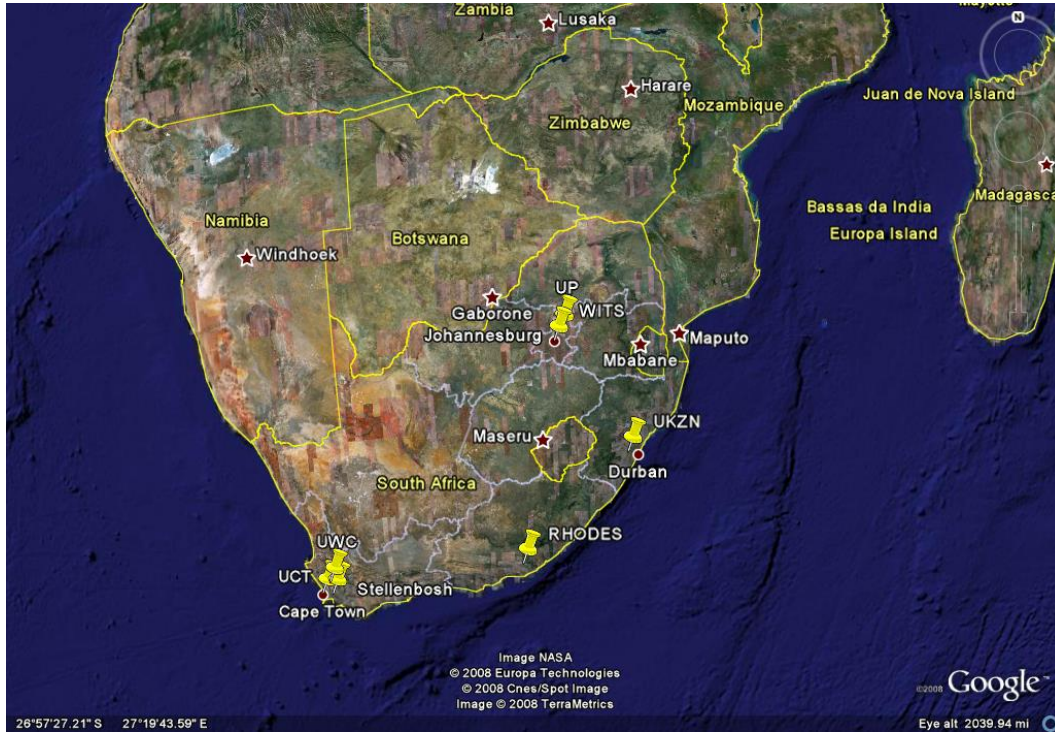 Zambia
Lusaka
Mayotte
N
Harare
Juan de Nova Island
Mozambique
Zimbabwe
Madagasca
Bassas da India
Europa Island
Namibia
Botswana
Windhoek
UP
Gaborone
WITS
Johannesburg
Maputo
Mbabane
UKZN
Maseru
Durban
South Africa
RHODES
UWC
UCT
Stellenbosh
Cape Town
Image NASA
© 2008 Europa Technologies
© 2008 Cnes/Spot Image
Image © 2008 TerraMetrics
©2008 Google™
26°57'27.21" S 27°19'43.59" E
Eye alt 2039.94 mi